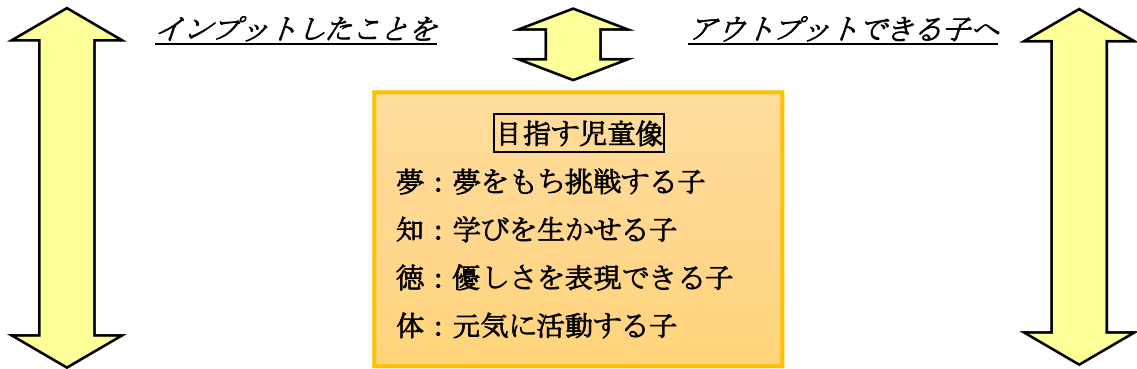 インプットしたことを
アウトプットできる子へ
目指す児童像
夢：夢をもち挑戦する子
知：学びを生かせる子
徳：優しさを表現できる子
体：元気に活動する子